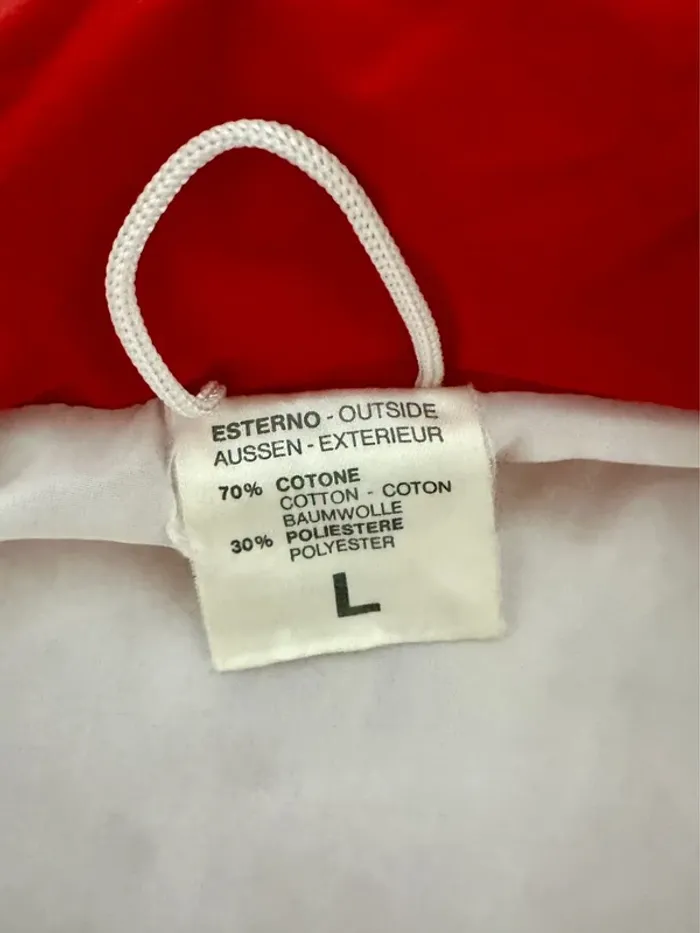 ESTERNO - OUTSIDE
AUSSEN - EXTERIEUR
70% COTONE
COTTON - COTON
BAUMWOLLE
30% POLIESTERE
POLYESTER
L